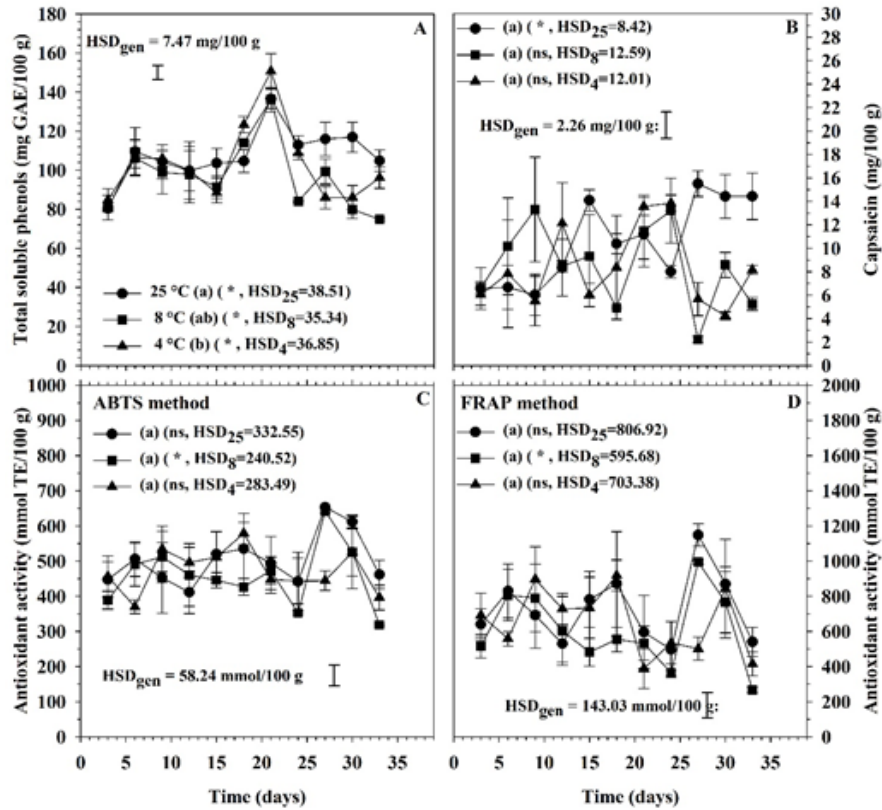 A
HSDgen = 7.47 mg/100 g
Total soluble phenols (mg GAE/100 g)
180
160
140
120
100
80
60
40
20
0
25 °C (a) ( * , HSD25=38.51)
8 °C (ab) ( * , HSD8=35.34)
4 °C (b) ( * , HSD4=36.85)
B
(a) ( * , HSD25=8.42)
(a) (ns, HSD8=12.59)
(a) (ns, HSD4=12.01)
HSDgen = 2.26 mg/100 g:
30
28
26
24
22
20
18
16
14
12
10
8
6
4
2
0
Capsaicin (mg/100 g)
ABTS method
C
(a) (ns, HSD25=332.55)
(a) ( * , HSD8=240.52)
(a) (ns, HSD4=283.49)
HSDgen = 58.24 mmol/100 g
Antioxidant activity (mmol TE/100 g)
1000
900
800
700
600
500
400
300
200
100
0
0 5 10 15 20 25 30 35
Time (days)
FRAP method
D
(a) (ns, HSD25=806.92)
(a) ( * , HSD8=595.68)
(a) (ns, HSD4=703.38)
HSDgen = 143.03 mmol/100 g:
2000
1800
1600
1400
1200
1000
800
600
400
200
0
Antioxidant activity (mmol TE/100 g)
0 5 10 15 20 25 30 35
Time (days)